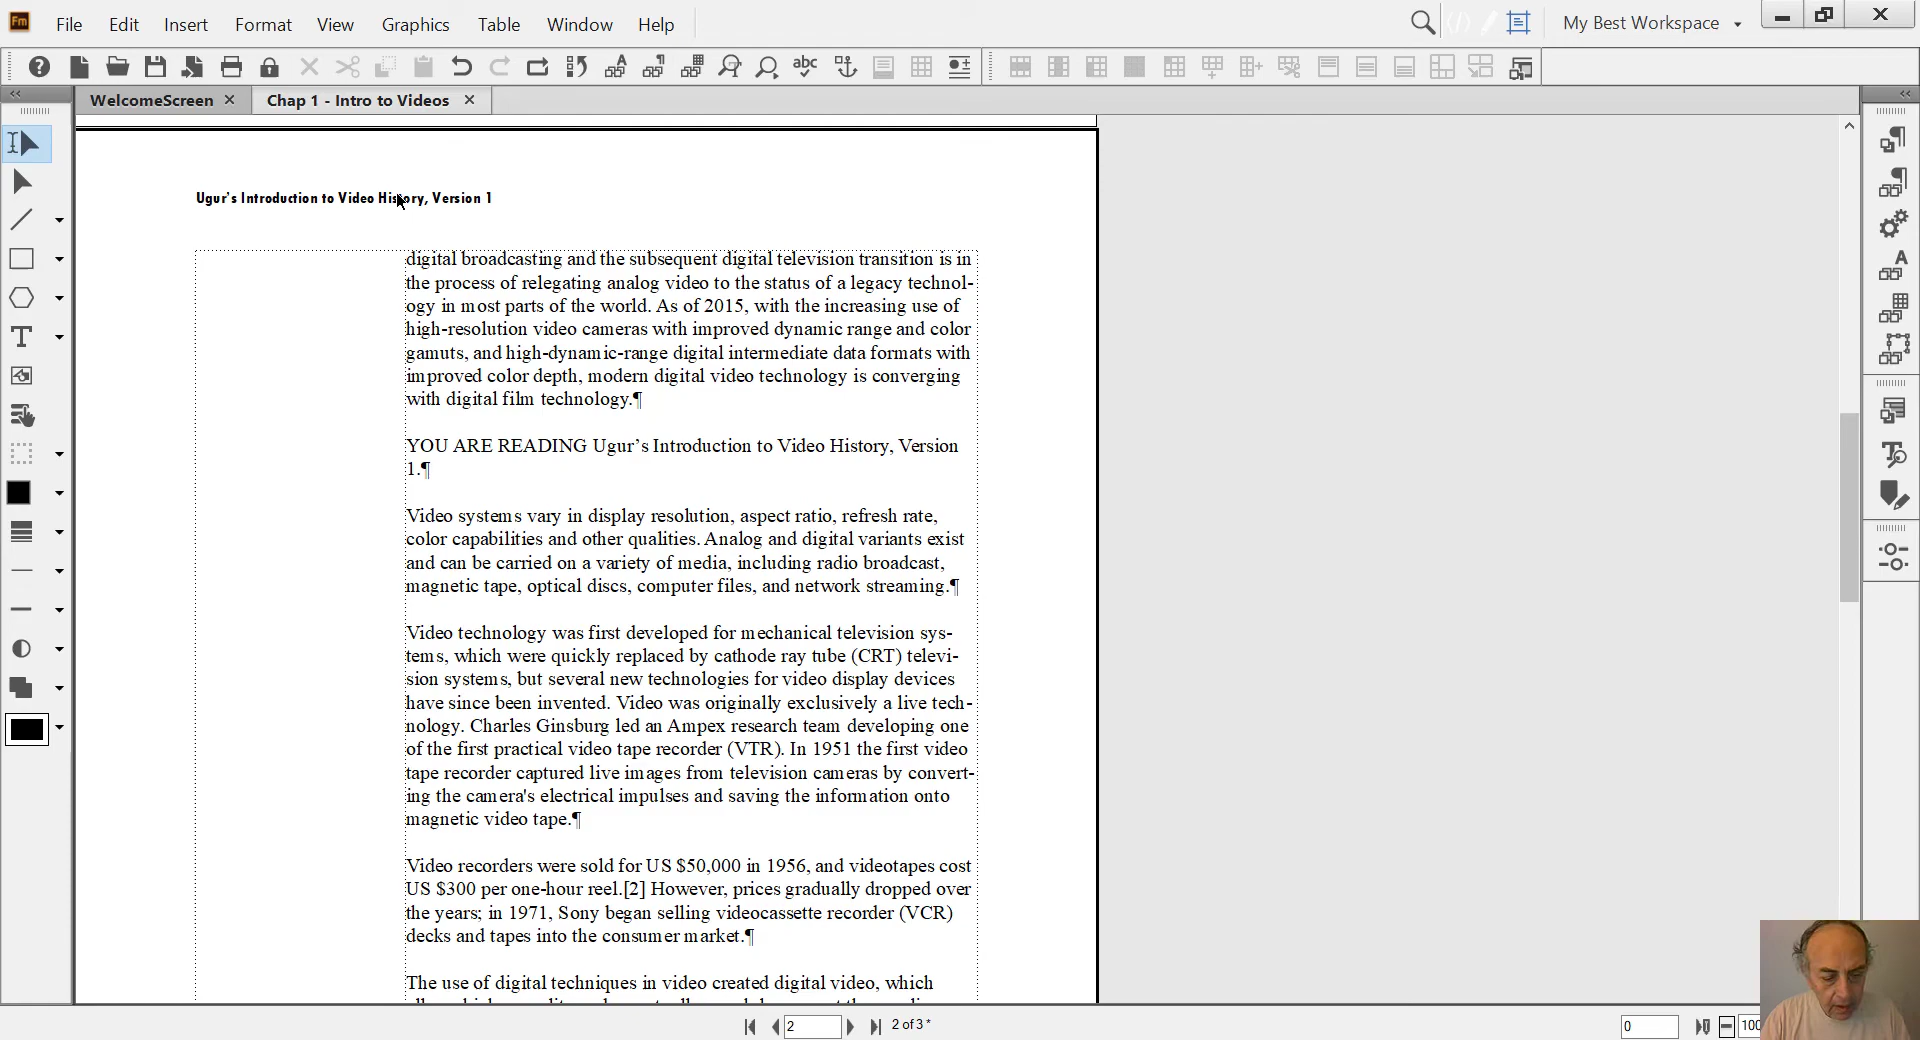 Fm File Edit Insert Format View Graphics Table Window Help My Best Workspace
WelcomeScreen Chap 1 - Intro to Videos
Ugur's Introduction to Video History, Version 1
digital broadcasting and the subsequent digital television transition is in
the process of relegating analog video to the status of a legacy technol-
ogy in most parts of the world. As of 2015, with the increasing use of
high-resolution video cameras with improved dynamic range and color
gamuts, and high-dynamic-range digital intermediate data formats with
improved color depth, modern digital video technology is converging
with digital film technology.¶
YOU ARE READING Ugur’s Introduction to Video History, Version
1.¶
Video systems vary in display resolution, aspect ratio, refresh rate,
color capabilities and other qualities. Analog and digital variants exist
and can be carried on a variety of media, including radio broadcast,
magnetic tape, optical discs, computer files, and network streaming.¶
Video technology was first developed for mechanical television sys-
tems, which were quickly replaced by cathode ray tube (CRT) televi-
sion systems, but several new technologies for video display devices
have since been invented. Video was originally exclusively a live tech-
nology. Charles Ginsburg led an Ampex research team developing one
of the first practical video tape recorder (VTR). In 1951 the first video
tape recorder captured live images from television cameras by convert-
ing the camera's electrical impulses and saving the information onto
magnetic video tape.¶
Video recorders were sold for US $50,000 in 1956, and videotapes cost
US $300 per one-hour reel.[2] However, prices gradually dropped over
the years; in 1971, Sony began selling videocassette recorder (VCR)
decks and tapes into the consumer market.¶
The use of digital techniques in video created digital video, which
2 2 of 3 * 0 100